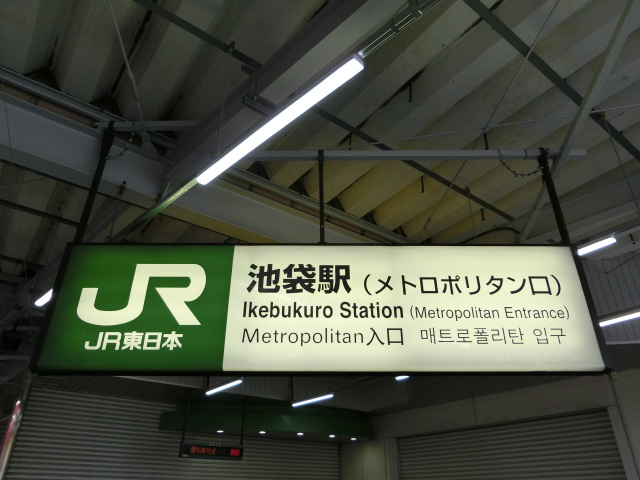 JR
JR東日本
池袋駅（メトロポリタン口）
Ikebukuro Station (Metropolitan Entrance)
Metropolitan入口 매트로폴리탄 입구